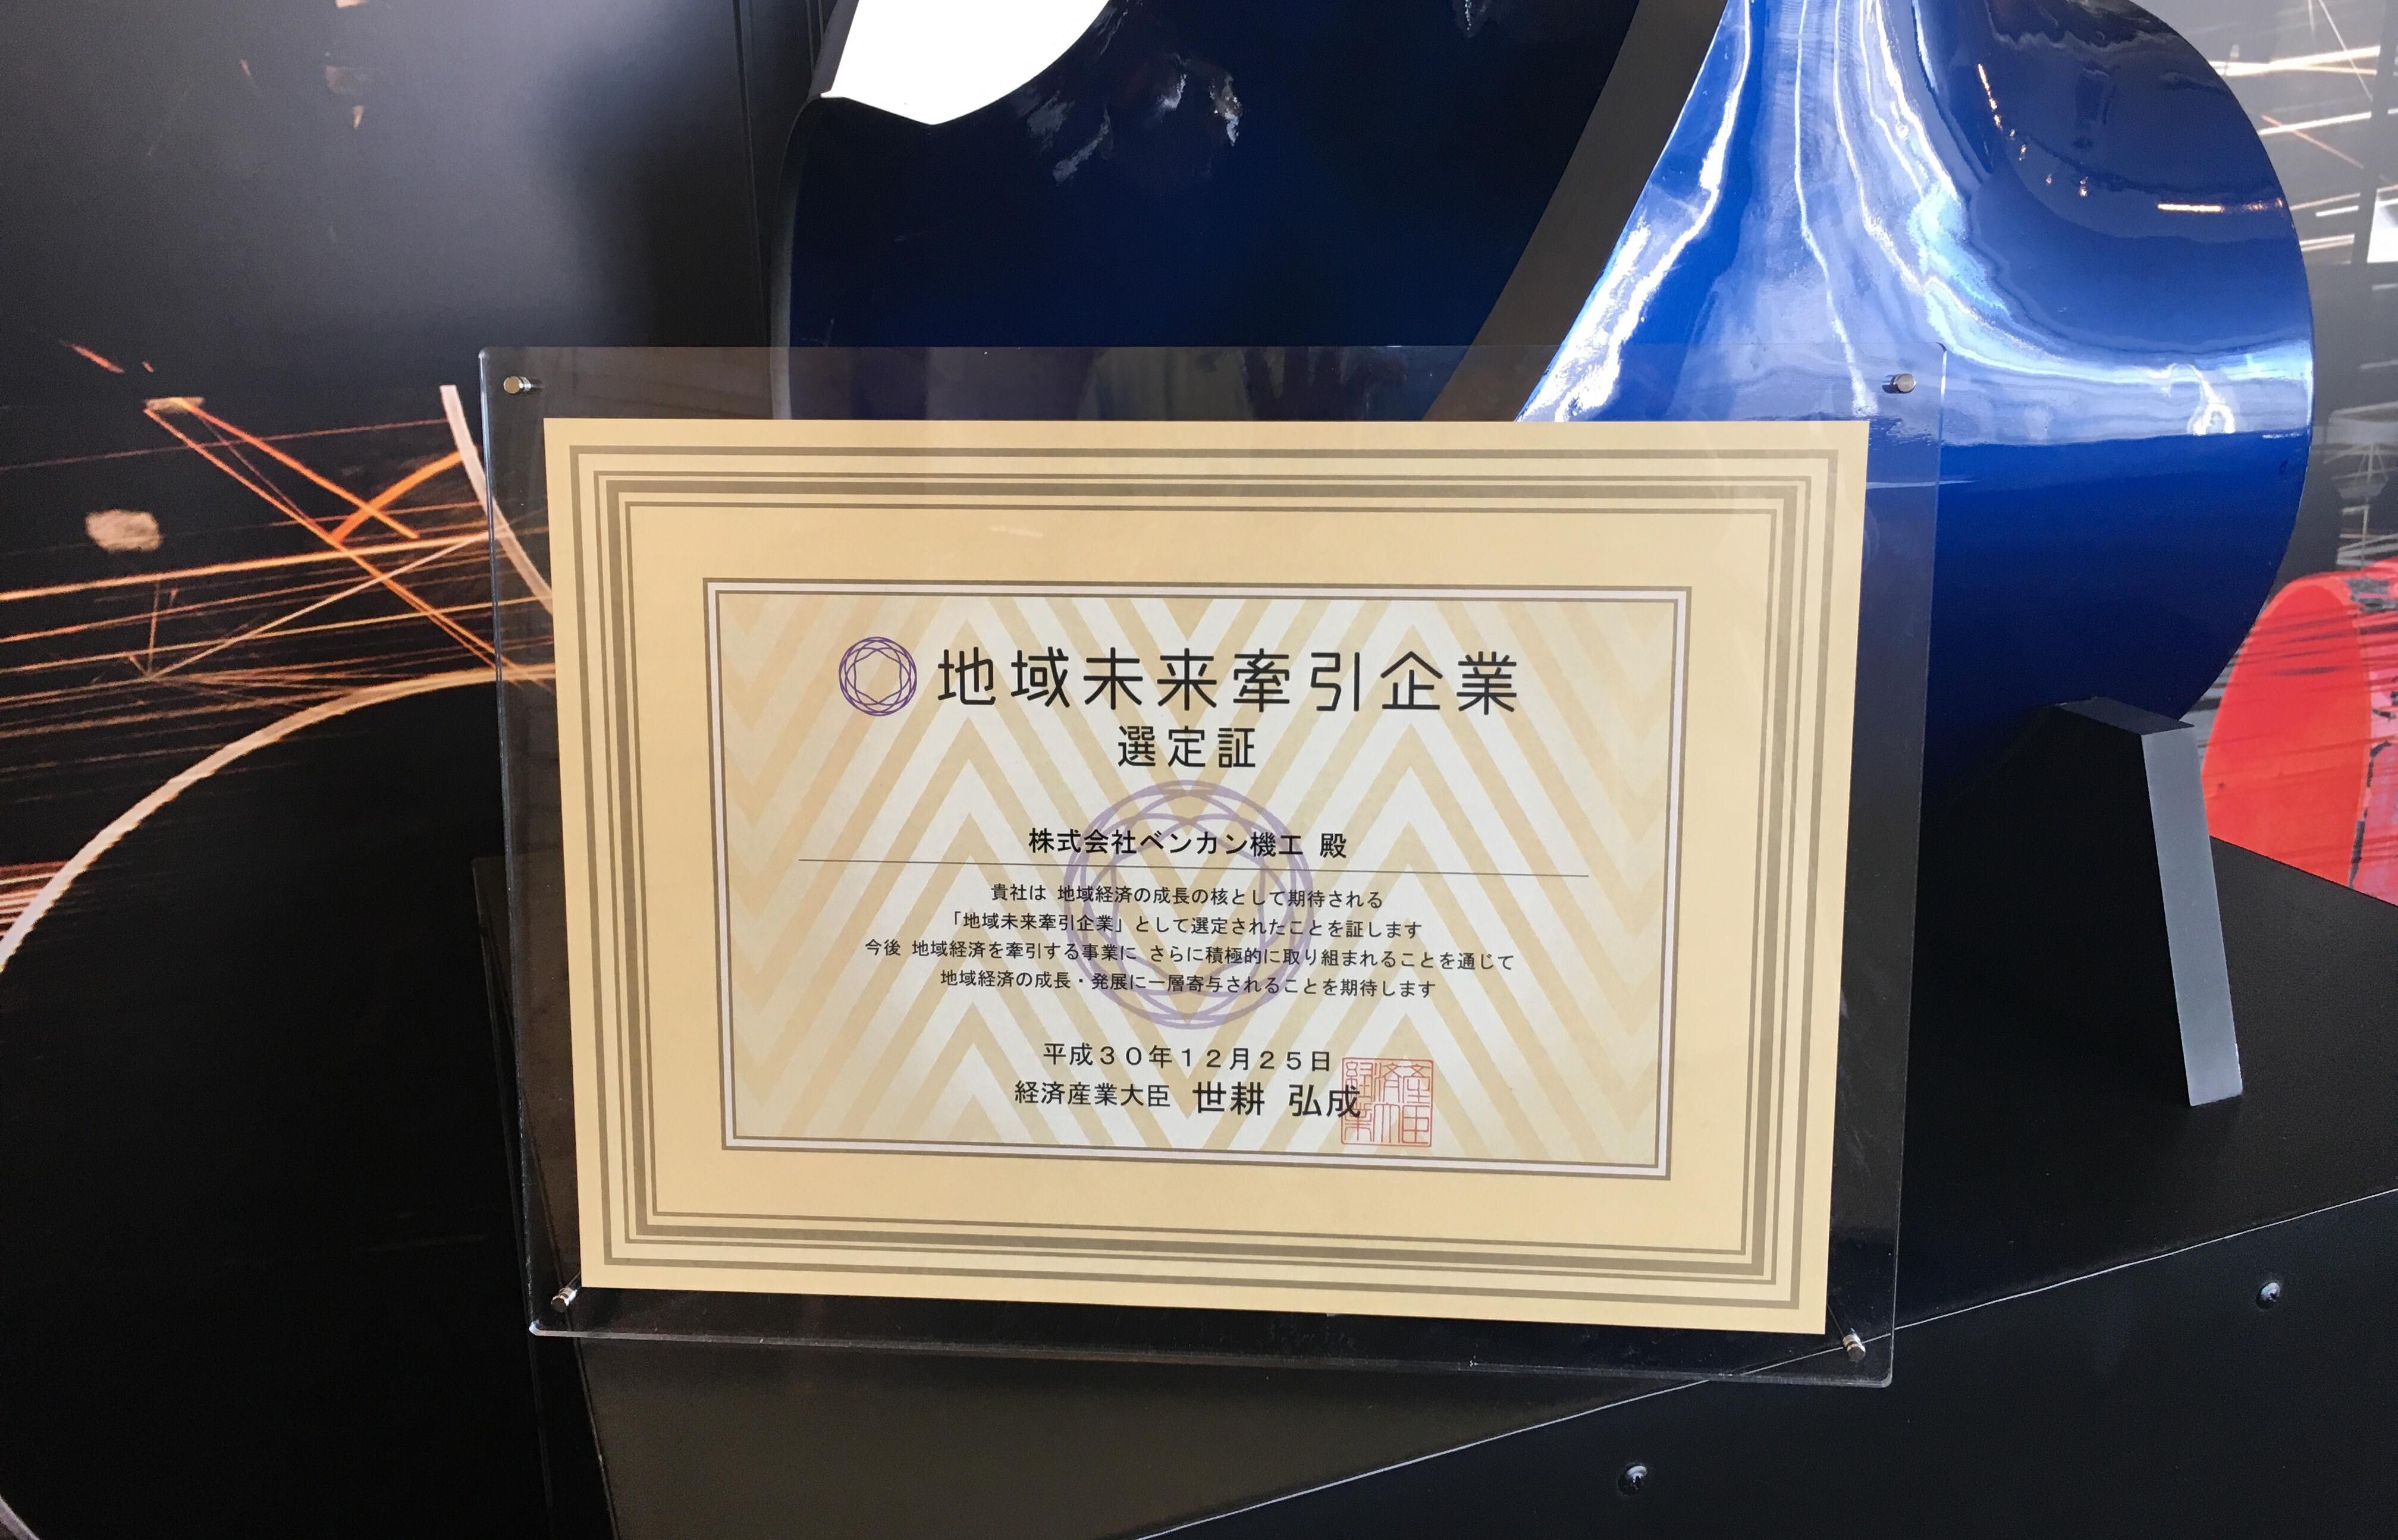 地域未来牽引企業
選定証
株式会社ベンカン機工 殿
貴社は 地域経済の成長の核として期待される
「地域未来牽引企業」として選定されたことを証します
今後 地域経済を牽引する事業に さらに積極的に取り組まれることを通じて
地域経済の成長・発展に一層寄与されることを期待します
平成30年12月25日
経済産業大臣 世耕 弘成